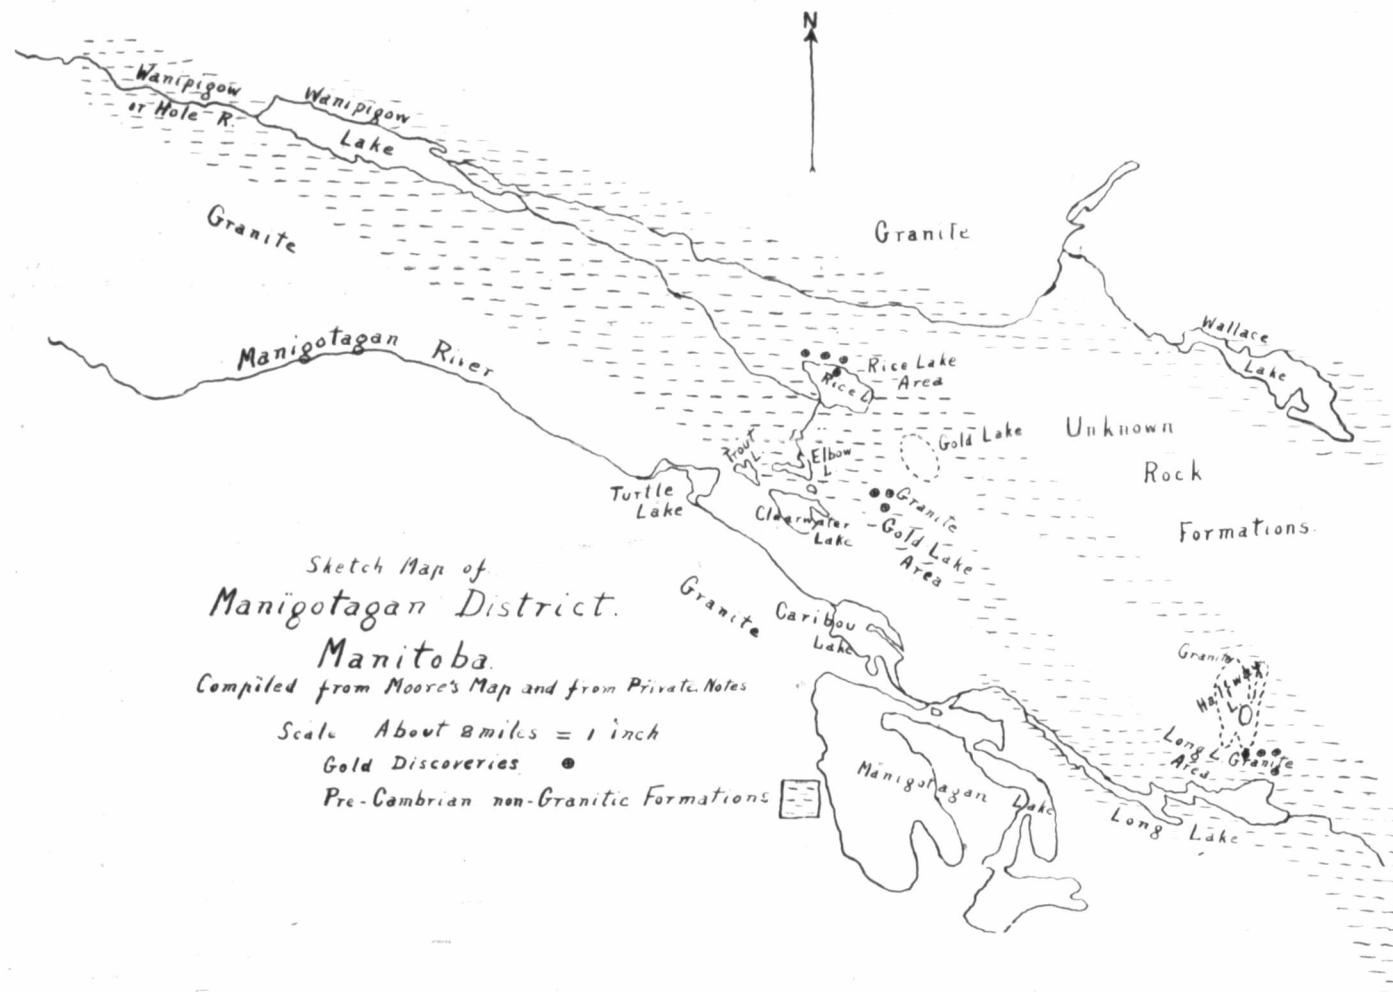 N
Wanipigow
or Hole R.
Wanipigow
Lake
Granite
Granite
Manigotagan River
Wallace
Lake
Rice Lake
Area
Rice L.
Gold Lake
Unknown
Rock
Formations.
Trout
L.
Elbow
L.
Turtle
Lake
Clearwater
Lake
Granite
Gold Lake
Area
Granite
Caribou
Lake
Sketch Map of
Manigotagan District.
Manitoba.
Compiled from Moore's Map and from Private Notes
Scale About 8 miles = 1 inch
Gold Discoveries
Pre-Cambrian non-Granitic Formations
Manigotagan Lake
Granite
L.
Long L.
Area
Granite
Long Lake